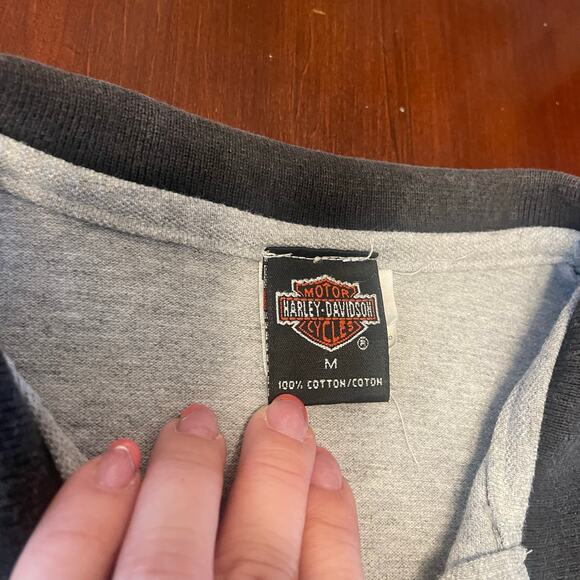 MOTOR
HARLEY-DAVIDSON
CYCLES
®
M
100% COTTON/COTON